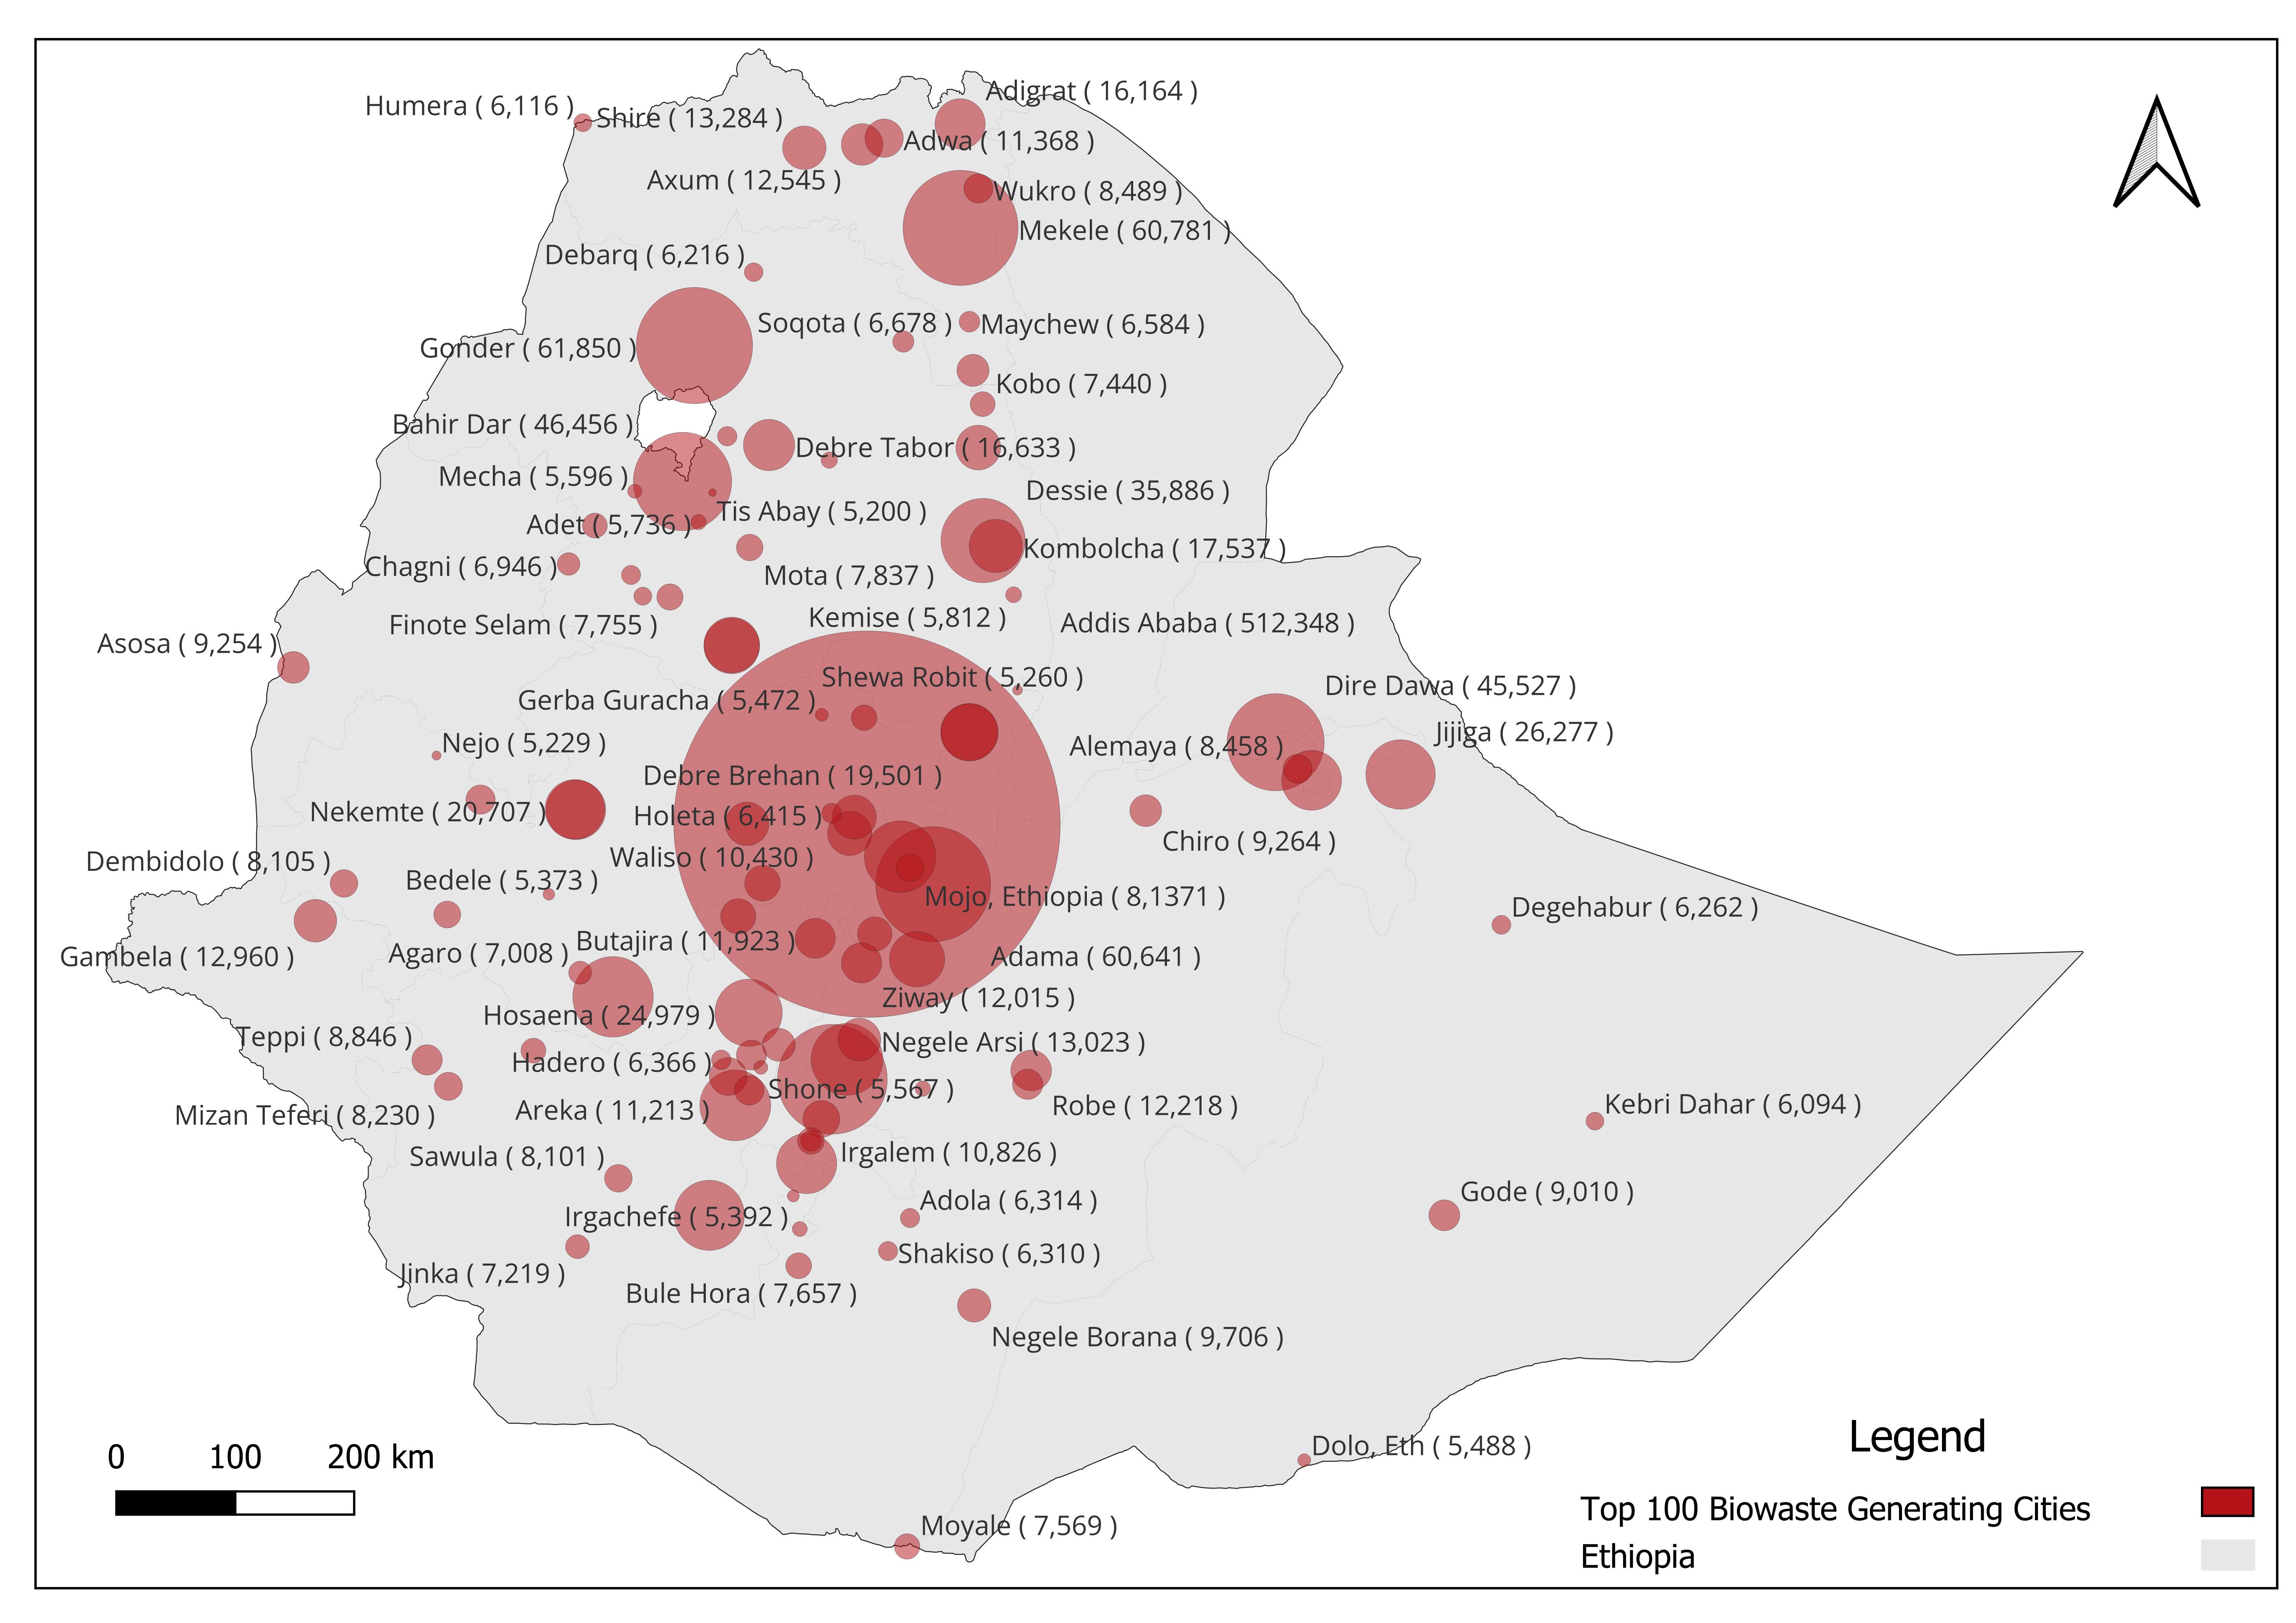 Adigrat ( 16,164 )
Humera ( 6,116 )
Shire ( 13,284 )
Adwa ( 11,368 )
Axum ( 12,545 )
Wukro ( 8,489 )
Mekele ( 60,781 )
Debarq ( 6,216 )
Soqota ( 6,678 )
Maychew ( 6,584 )
Gonder ( 61,850 )
Kobo ( 7,440 )
Bahir Dar ( 46,456 )
Debre Tabor ( 16,633 )
Mecha ( 5,596 )
Dessie ( 35,886 )
Tis Abay ( 5,200 )
Adet ( 5,736 )
Kombolcha ( 17,537 )
Chagni ( 6,946 )
Mota ( 7,837 )
Kemise ( 5,812 )
Addis Ababa ( 512,348 )
Finote Selam ( 7,755 )
Asosa ( 9,254 )
Shewa Robit ( 5,260 )
Dire Dawa ( 45,527 )
Gerba Guracha ( 5,472 )
Jijiga ( 26,277 )
Nejo ( 5,229 )
Alemaya ( 8,458 )
Debre Brehan ( 19,501 )
Nekemte ( 20,707 )
Holeta ( 6,415 )
Chiro ( 9,264 )
Waliso ( 10,430 )
Dembidolo ( 8,105 )
Bedele ( 5,373 )
Mojo, Ethiopia ( 8,1371 )
Degehabur ( 6,262 )
Butajira ( 11,923 )
Agaro ( 7,008 )
Gambela ( 12,960 )
Adama ( 60,641 )
Ziway ( 12,015 )
Hosaena ( 24,979 )
Teppi ( 8,846 )
Negele Arsi ( 13,023 )
Hadero ( 6,366 )
Shone ( 5,567 )
Robe ( 12,218 )
Kebri Dahar ( 6,094 )
Areka ( 11,213 )
Mizan Teferi ( 8,230 )
Irgalem ( 10,826 )
Sawula ( 8,101 )
Gode ( 9,010 )
Adola ( 6,314 )
Irgachefe ( 5,392 )
Shakiso ( 6,310 )
Jinka ( 7,219 )
Bule Hora ( 7,657 )
Negele Borana ( 9,706 )
Dolo, Eth ( 5,488 )
Moyale ( 7,569 )
0 100 200 km
Legend
Top 100 Biowaste Generating Cities
Ethiopia